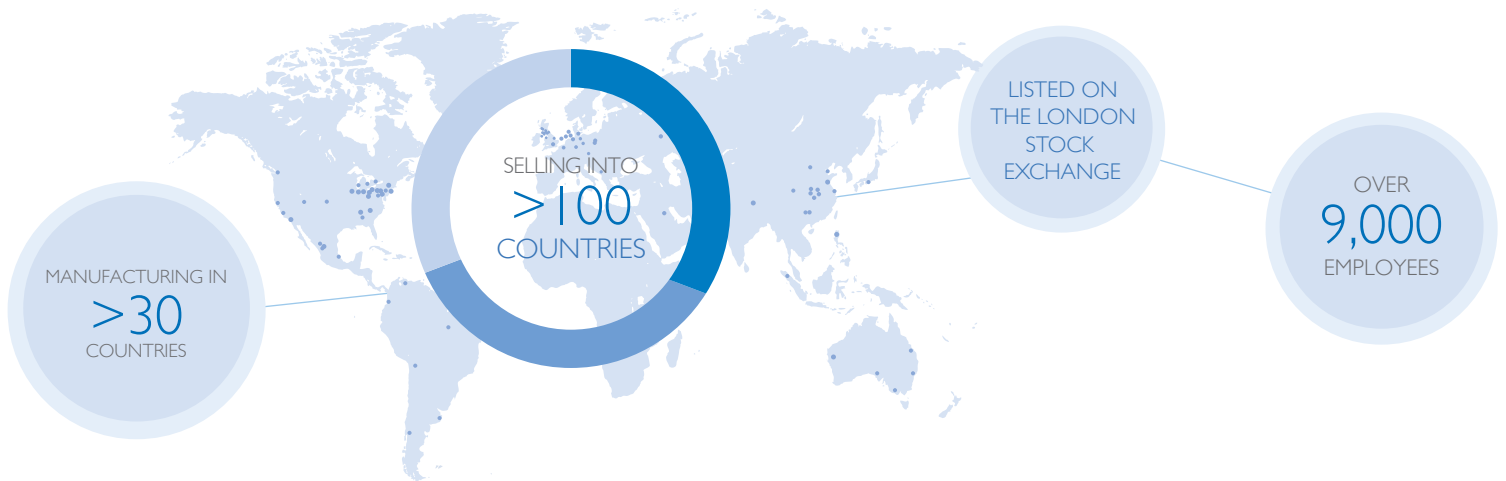 MANUFACTURING IN
>30
COUNTRIES
SELLING INTO
>100
COUNTRIES
LISTED ON
THE LONDON
STOCK
EXCHANGE
OVER
9,000
EMPLOYEES